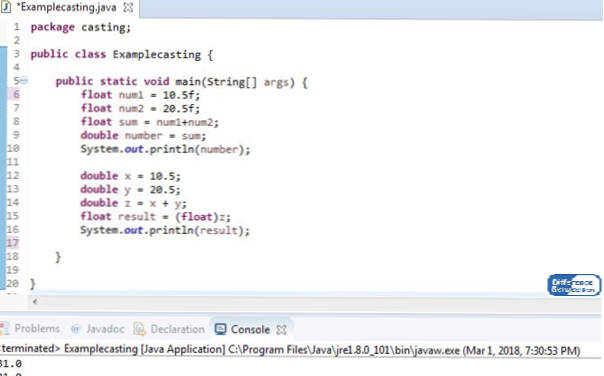 *Examplecasting.java
1 package casting;
2
3 public class Examplecasting {
4
5 public static void main(String[] args) {
6 float num1 = 10.5f;
7 float num2 = 20.5f;
8 float sum = num1+num2;
9 double number = sum;
10 System.out.println(number);
11
12 double x = 10.5;
13 double y = 20.5;
14 double z = x + y;
15 float result = (float)z;
16 System.out.println(result);
17
18 }
19
20 }
Difference
Between.com
Problems @ Javadoc Declaration Console
terminated> Examplecasting [Java Application] C:\Program Files\Java\jre1.8.0_101\bin\javaw.exe (Mar 1, 2018, 7:30:53 PM)
31.0